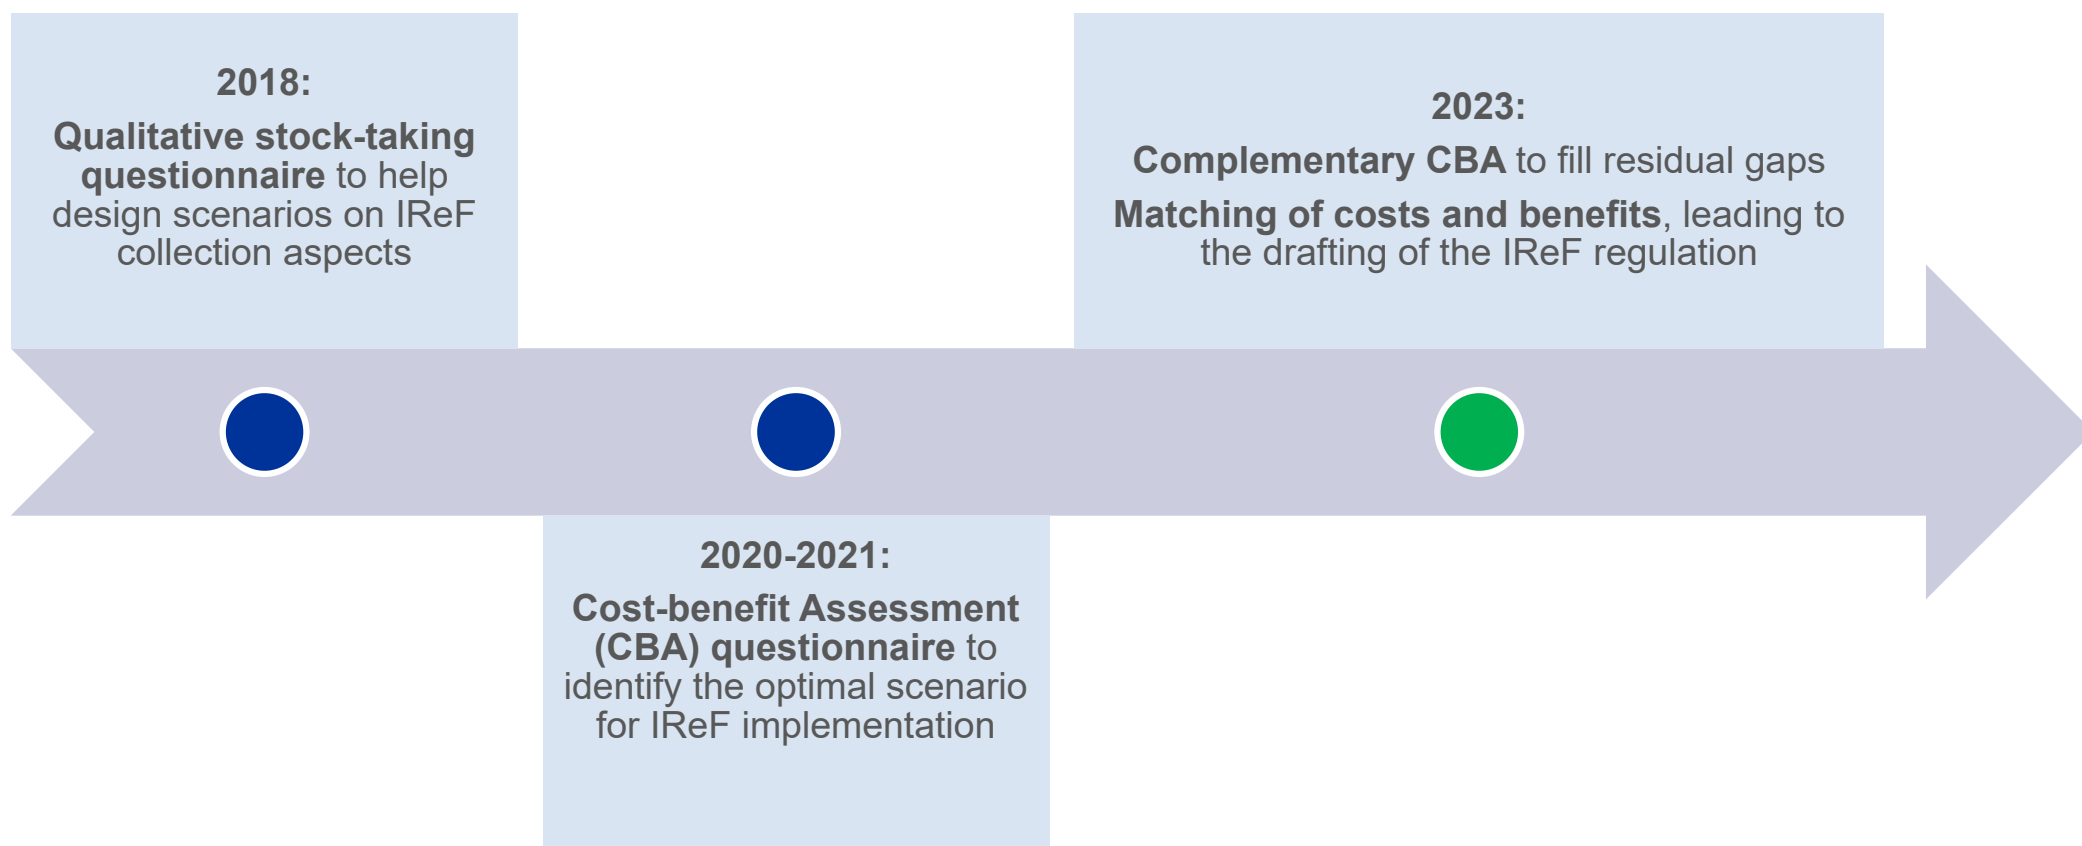 2018:
Qualitative stock-taking
questionnaire to help
design scenarios on IReF
collection aspects
2020-2021:
Cost-benefit Assessment
(CBA) questionnaire to
identify the optimal scenario
for IReF implementation
2023:
Complementary CBA to fill residual gaps
Matching of costs and benefits, leading to
the drafting of the IReF regulation